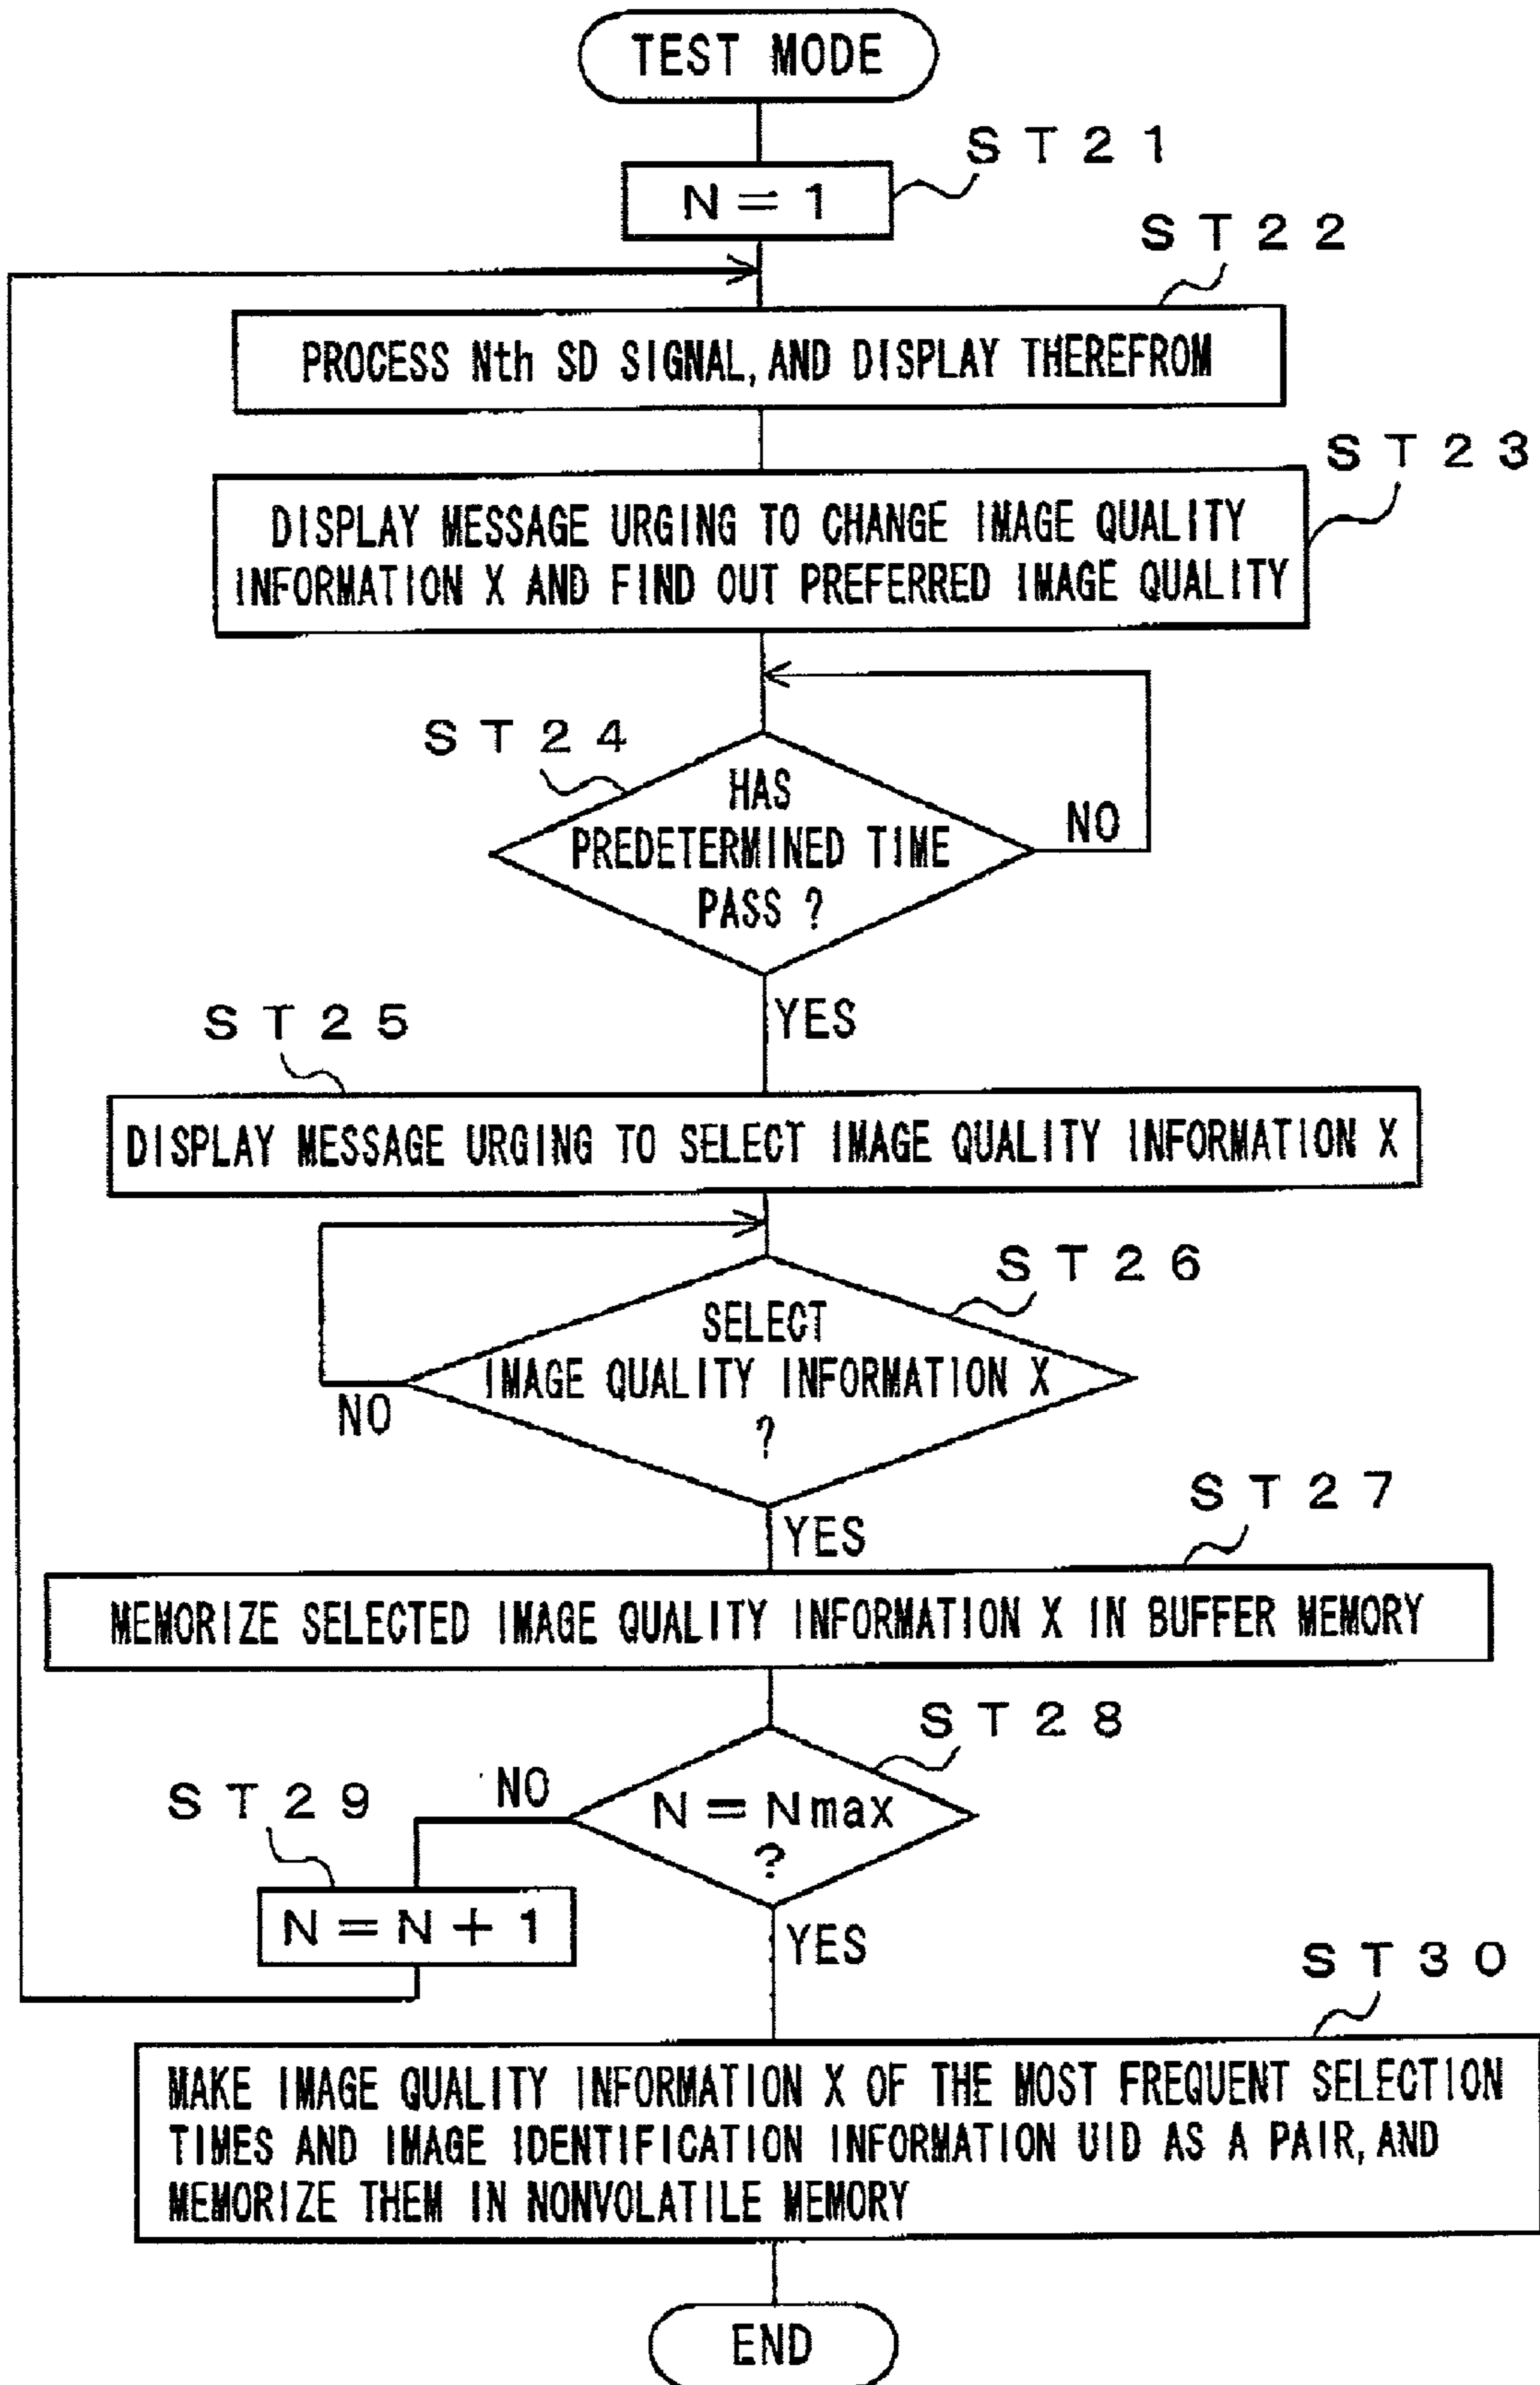 TEST MODE
ST21
N=1
ST22
PROCESS Nth SD SIGNAL, AND DISPLAY THEREFROM
ST23
DISPLAY MESSAGE URGING TO CHANGE IMAGE QUALITY
INFORMATION X AND FIND OUT PREFERRED IMAGE QUALITY
ST24
HAS
PREDETERMINED TIME
PASS ?
NO
YES
ST25
DISPLAY MESSAGE URGING TO SELECT IMAGE QUALITY INFORMATION X
ST26
SELECT
IMAGE QUALITY INFORMATION X
?
NO
YES
ST27
MEMORIZE SELECTED IMAGE QUALITY INFORMATION X IN BUFFER MEMORY
ST28
N=Nmax
?
NO
ST29
N=N+1
YES
ST30
MAKE IMAGE QUALITY INFORMATION X OF THE MOST FREQUENT SELECTION
TIMES AND IMAGE IDENTIFICATION INFORMATION UID AS A PAIR, AND
MEMORIZE THEM IN NONVOLATILE MEMORY
END